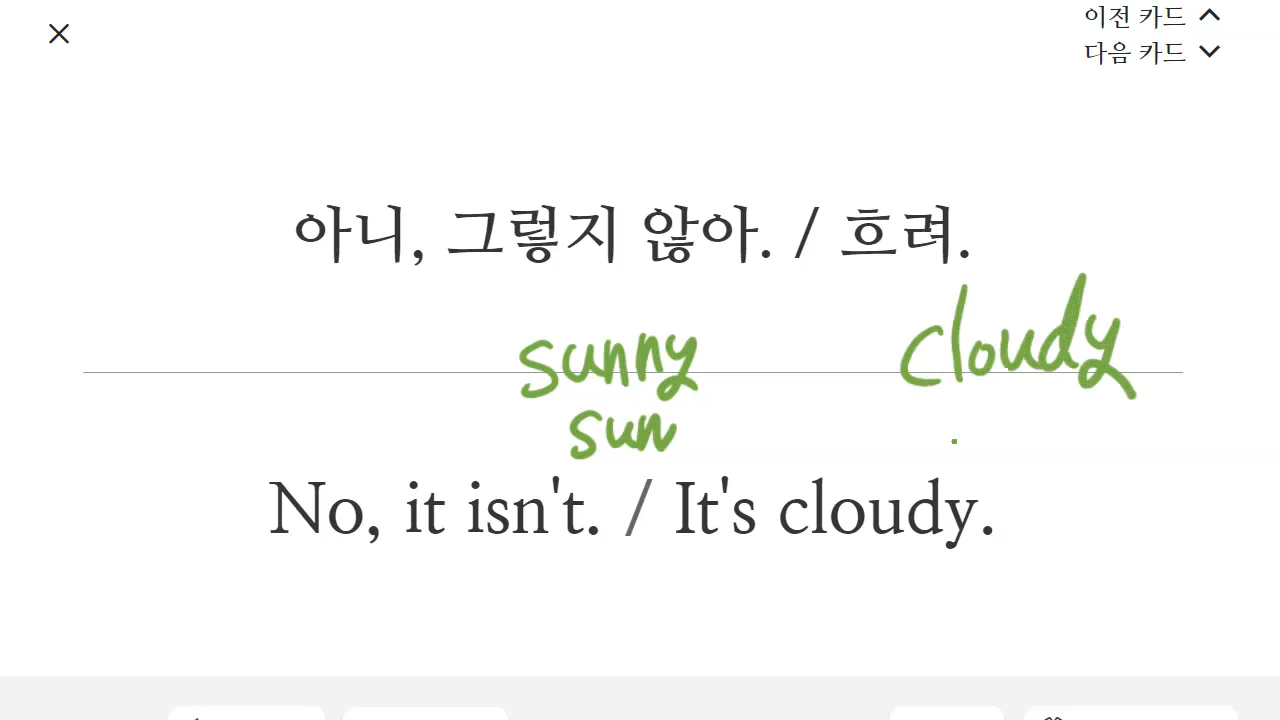 이전 카드
다음 카드
아니, 그렇지 않아. / 흐려.
sunny cloudy
sun
No, it isn't. / It's cloudy.